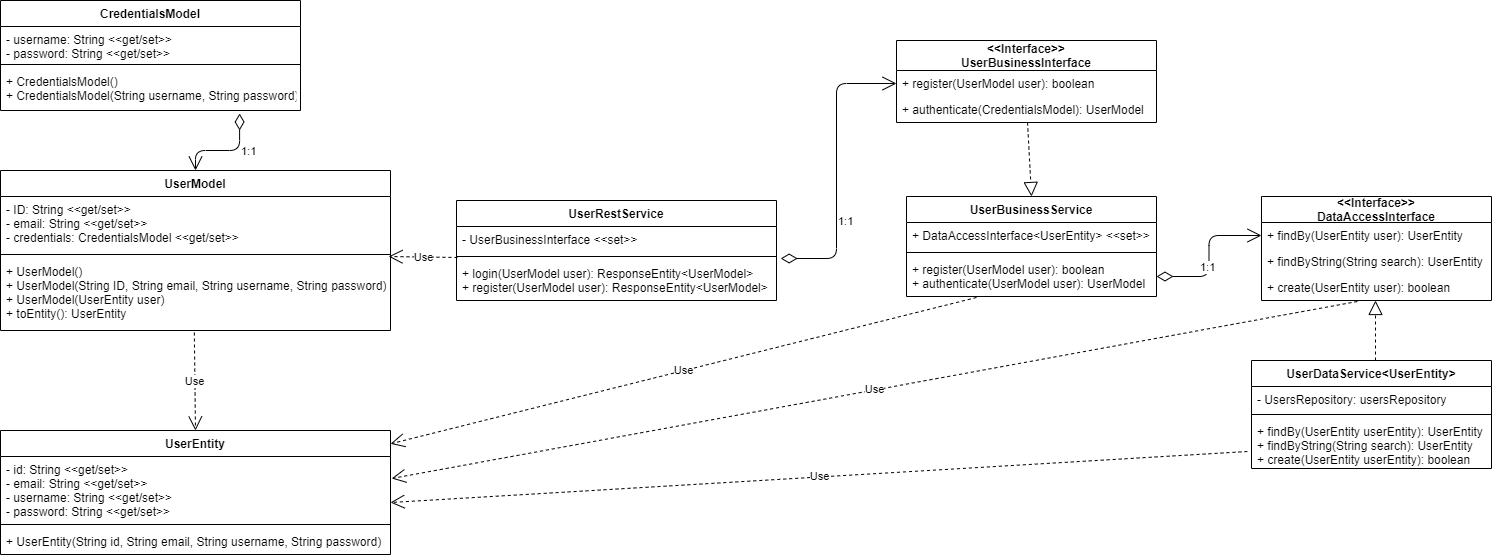 CredentialsModel
- username: String <<get/set>>
- password: String <<get/set>>
+ CredentialsModel()
+ CredentialsModel(String username, String password)
1:1
UserModel
- ID: String <<get/set>>
- email: String <<get/set>>
- credentials: CredentialsModel <<get/set>>
+ UserModel()
+ UserModel(String ID, String email, String username, String password)
+ UserModel(UserEntity user)
+ toEntity(): UserEntity
Use
UserEntity
- id: String <<get/set>>
- email: String <<get/set>>
- username: String <<get/set>>
- password: String <<get/set>>
+ UserEntity(String id, String email, String username, String password)
Use
UserRestService
- UserBusinessInterface <<set>>
+ login(UserModel user): ResponseEntity<UserModel>
+ register(UserModel user): ResponseEntity<UserModel>
1:1
<<Interface>>
UserBusinessInterface
+ register(UserModel user): boolean
+ authenticate(CredentialsModel): UserModel
UserBusinessService
+ DataAccessInterface<UserEntity> <<set>>
+ register(UserModel user): boolean
+ authenticate(UserModel user): UserModel
1:1
<<Interface>>
DataAccessInterface
+ findBy(UserEntity user): UserEntity
+ findByString(String search): UserEntity
+ create(UserEntity user): boolean
UserDataService<UserEntity>
- UsersRepository: usersRepository
+ findBy(UserEntity userEntity): UserEntity
+ findByString(String search): UserEntity
+ create(UserEntity userEntity): boolean
Use
Use
Use